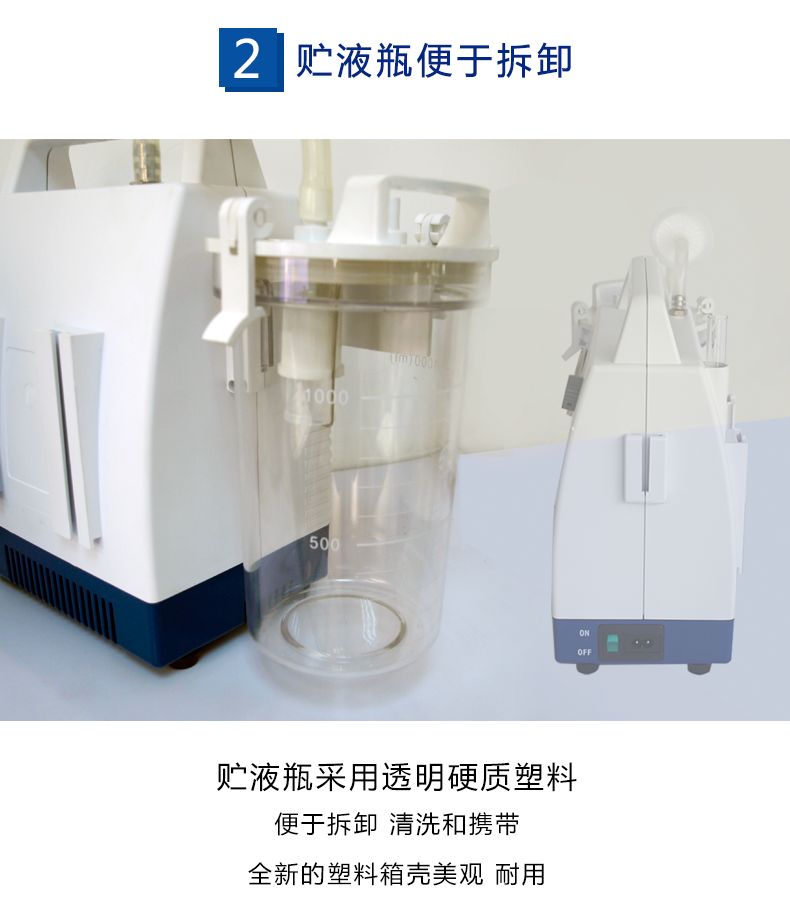 2 贮液瓶便于拆卸
1000
500
ON
OFF
贮液瓶采用透明硬质塑料
便于拆卸 清洗和携带
全新的塑料箱壳美观 耐用